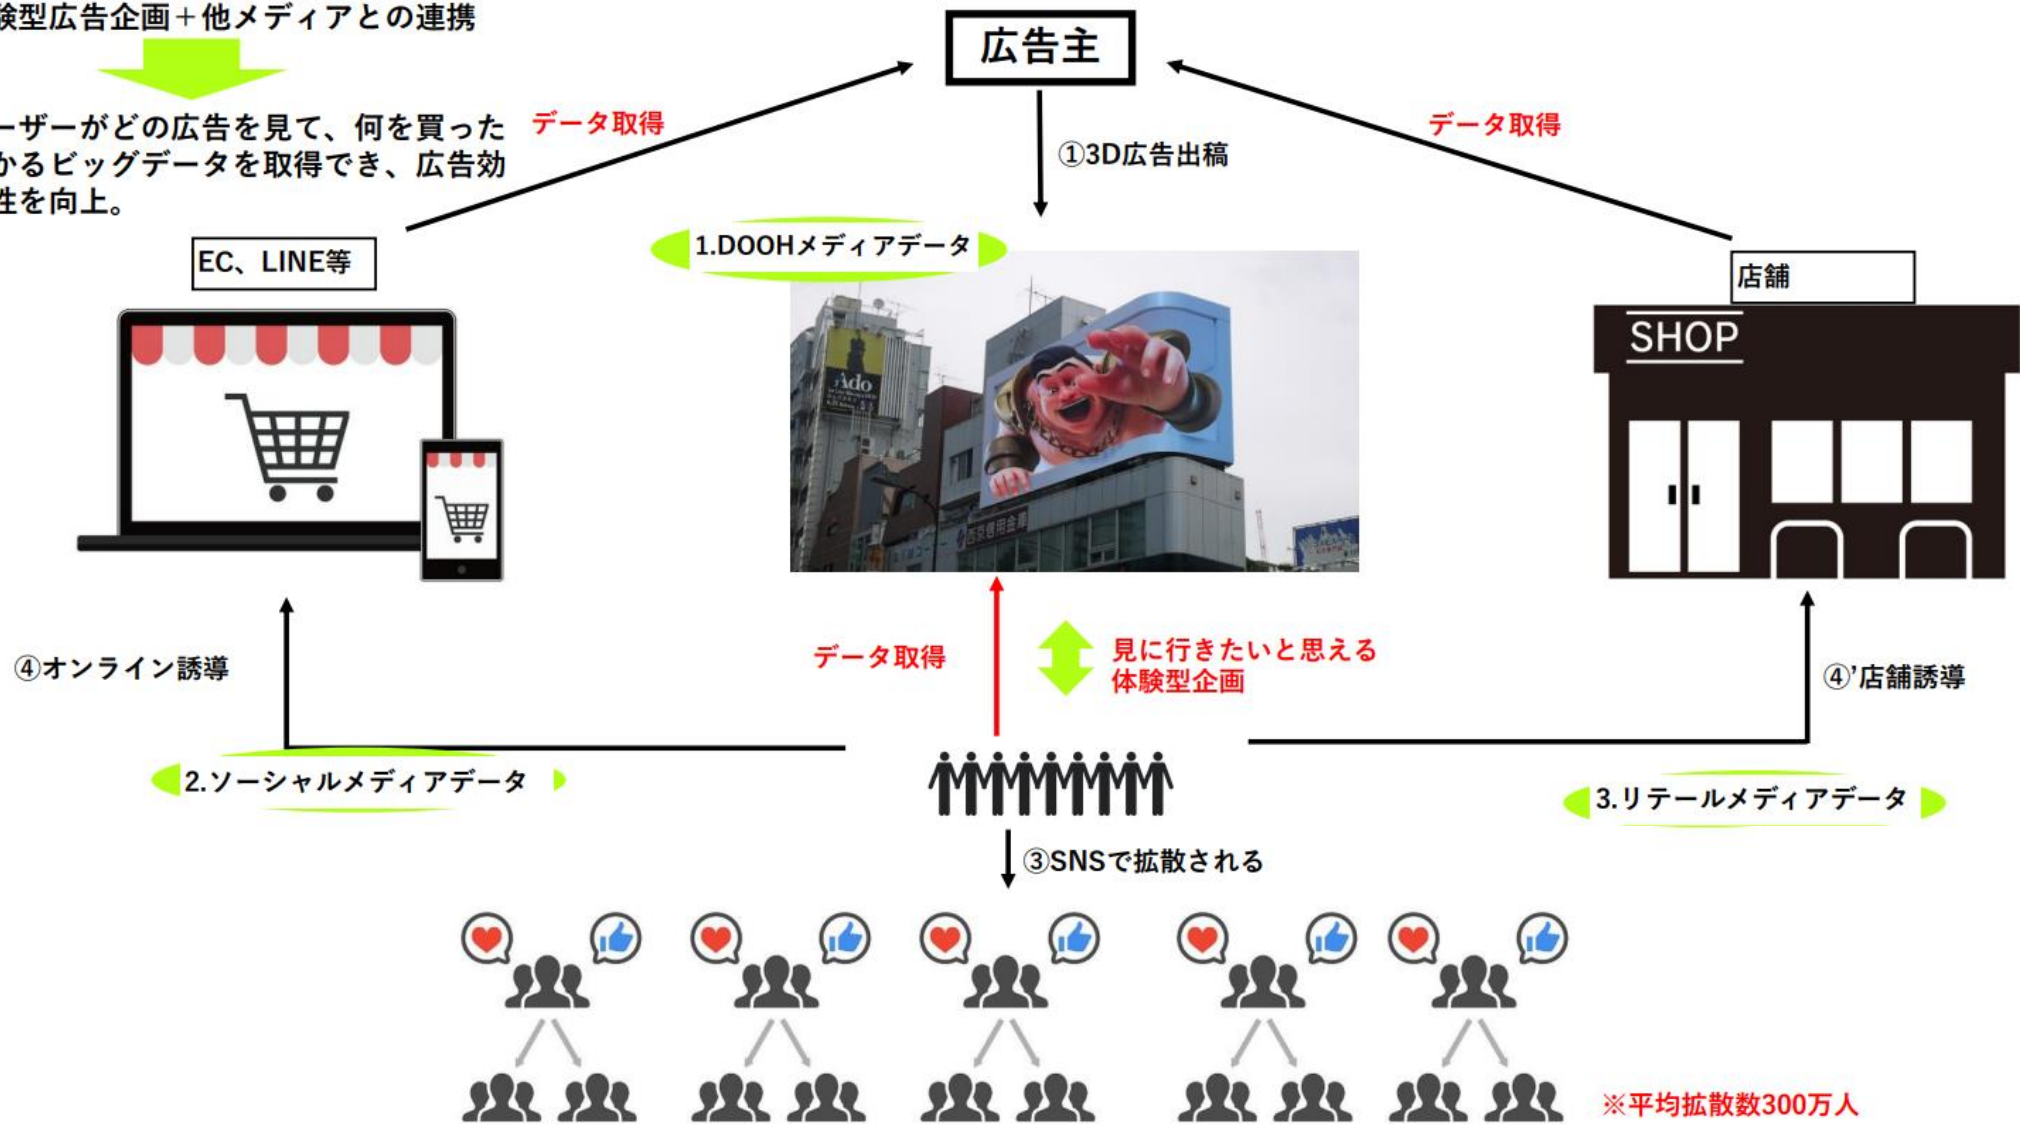 験型広告企画＋他メディアとの連携
ーザーがどの広告を見て、何を買った
かるビッグデータを取得でき、広告効
性を向上。
広告主
データ取得
データ取得
①3D広告出稿
EC、LINE等
1.DOOHメディアデータ
店舗
SHOP
Ado
西京信用金庫
データ取得
見に行きたいと思える
体験型企画
④オンライン誘導
④’店舗誘導
2.ソーシャルメディアデータ
3.リテールメディアデータ
③SNSで拡散される
※平均拡散数300万人